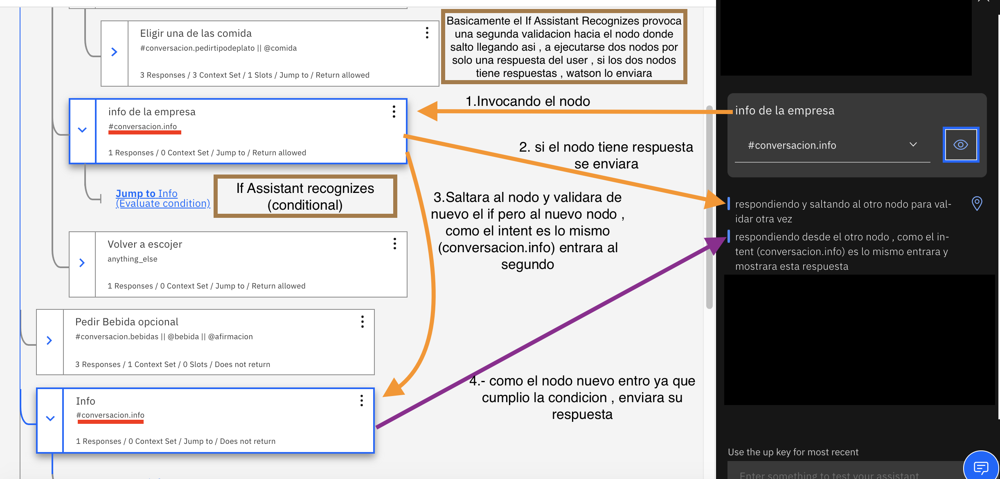 Eligir una de las comida
#conversacion.pedirtipodeplato || @comida
3 Responses / 3 Context Set / 1 Slots / Jump to / Return allowed
Basicamente el If Assistant Recognizes provoca
una segunda validacion hacia el nodo donde
salto llegando asi , a ejecutarse dos nodos por
solo una respuesta del user , si los dos nodos
tiene respuestas , watson lo enviara
info de la empresa
#conversacion.info
1 Responses / 0 Context Set / Jump to / Return allowed
1.Invocando el nodo
2. si el nodo tiene respuesta
se enviara
Jump to Info
(Evaluate condition)
If Assistant recognizes
(conditional)
3.Saltara al nodo y validara de
nuevo el if pero al nuevo nodo ,
como el intent es lo mismo
(conversacion.info) entrara al
segundo
Volver a escojer
anything_else
1 Responses / 0 Context Set / Jump to / Return allowed
Pedir Bebida opcional
#conversacion.bebidas || @bebida || @afirmacion
3 Responses / 1 Context Set / 0 Slots / Does not return
4.- como el nodo nuevo entro ya que
cumplio la condicion , enviara su
respuesta
Info
#conversacion.info
1 Responses / 0 Context Set / Jump to / Does not return
info de la empresa
#conversacion.info
respondiendo y saltando al otro nodo para val-
idar otra vez
respondiendo desde el otro nodo , como el in-
tent (conversacion.info) es lo mismo entrara y
mostrara esta respuesta
Use the up key for most recent
Enter something to test your assistant